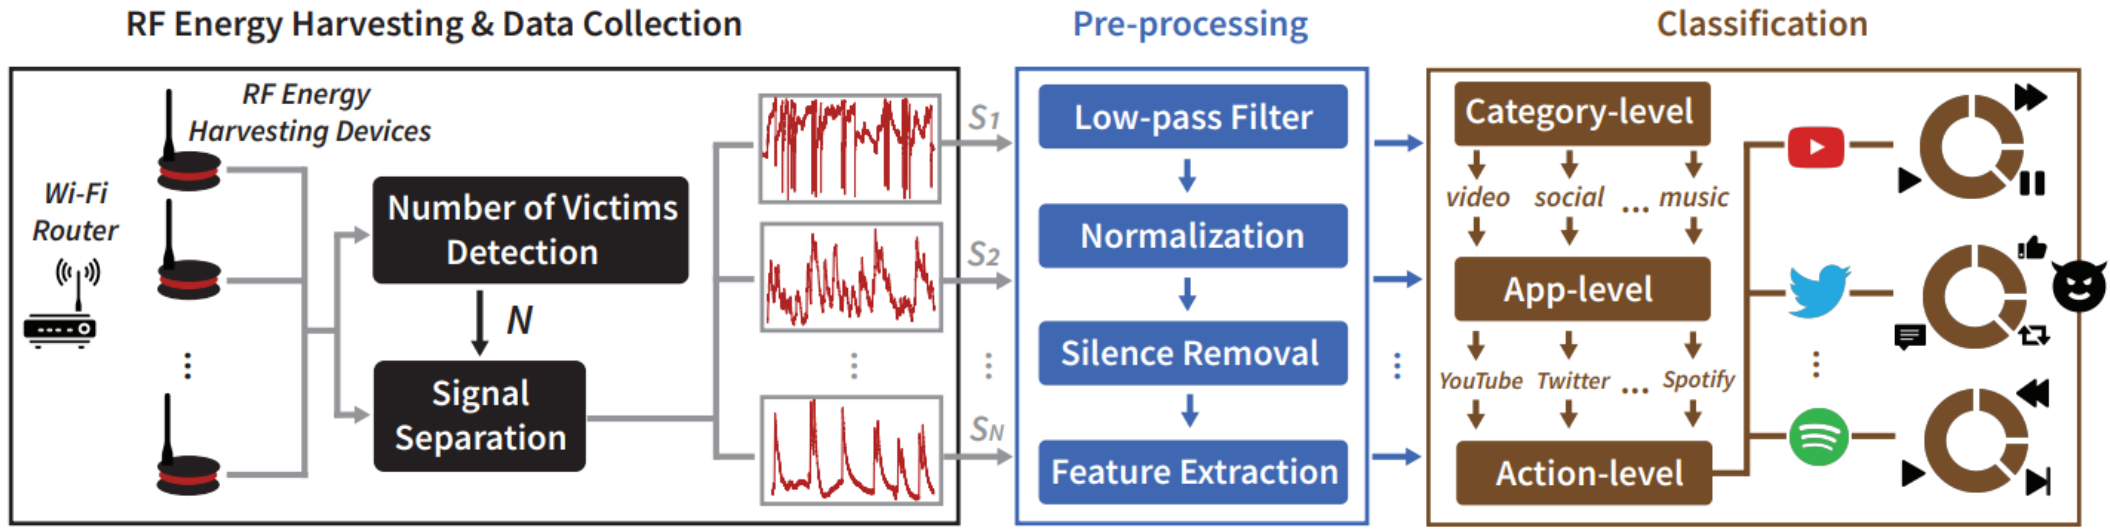 RF Energy Harvesting & Data Collection
RF Energy
Harvesting Devices
Wi-Fi
Router
Number of Victims
Detection
N
Signal
Separation
S1
S2
SN
Pre-processing
Low-pass Filter
Normalization
Silence Removal
Feature Extraction
Classification
Category-level
video social ... music
App-level
YouTube Twitter ... Spotify
Action-level